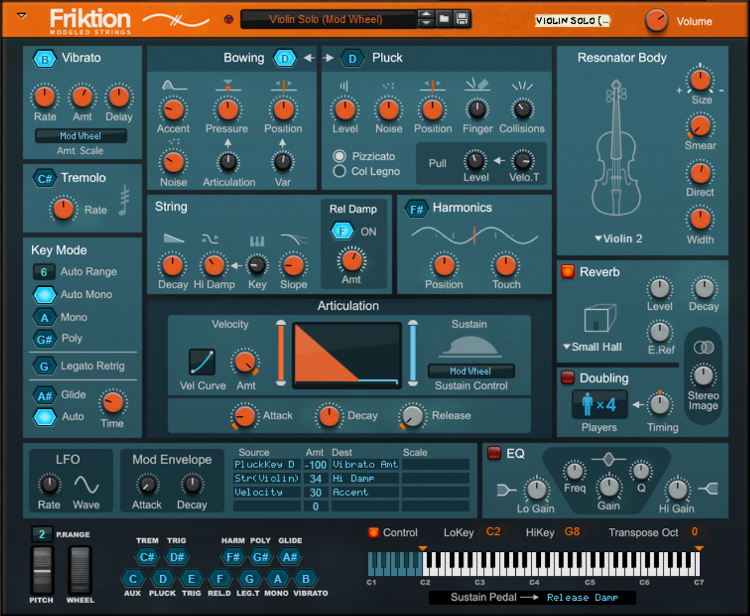 Friktion
MODELED STRINGS
Violin Solo (Mod Wheel)
VIOLIN SOLO (…
Volume
B Vibrato
Rate Amt Delay
Mod Wheel
Amt Scale
C# Tremolo
Rate
Key Mode
6 Auto Range
Auto Mono
A Mono
G# Poly
G Legato Retrig
A# Glide
Auto
Time
Bowing D
Accent Pressure Position
Noise Articulation Var
D Pluck
Level Noise Position Finger Collisions
Pizzicato
Col Legno
Pull
Level Velo.T
String
Decay Hi Damp Key Slope
Rel Damp
F ON
Amt
F# Harmonics
Position Touch
Articulation
Velocity
Vel Curve Amt
Sustain
Mod Wheel
Sustain Control
Attack Decay Release
Resonator Body
Size
Smear
Direct
Width
Violin 2
Reverb
Level Decay
E.Ref
Small Hall
Doubling
×4
Players Timing
Stereo
Image
LFO
Rate Wave
Mod Envelope
Attack Decay
Source Amt Dest Scale
PluckKey D -100 Vibrato Amt
Str(Violin) 34 Hi Damp
Velocity 30 Accent
0
EQ
Lo Gain Freq Gain Q Hi Gain
2 P.RANGE
PITCH WHEEL
TREM TRIG HARM POLY GLIDE
C# D# F# G# A#
C D E F G A B
AUX PLUCK TRIG REL.D LEG.T MONO VIBRATO
Control LoKey C2 HiKey G8 Transpose Oct 0
C1 C2 C3 C4 C5 C6 C7
Sustain Pedal Release Damp